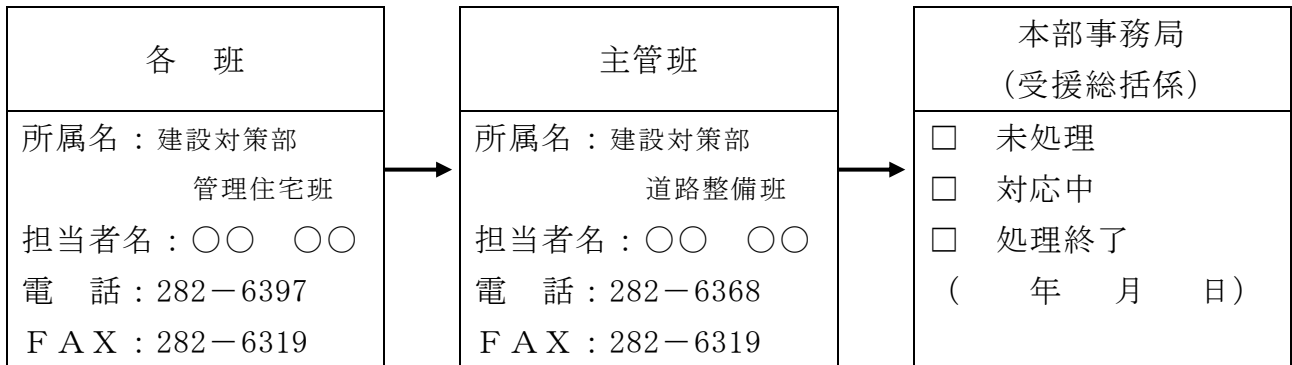 各　班
所属名：建設対策部
管理住宅班
担当者名：○○　○○
電　話：282－6397
ＦＡＸ：282－6319
主管班
所属名：建設対策部
道路整備班
担当者名：○○　○○
電　話：282－6368
ＦＡＸ：282－6319
本部事務局
（受援総括係）
□　未処理
□　対応中
□　処理終了
（　　年　月　　日）